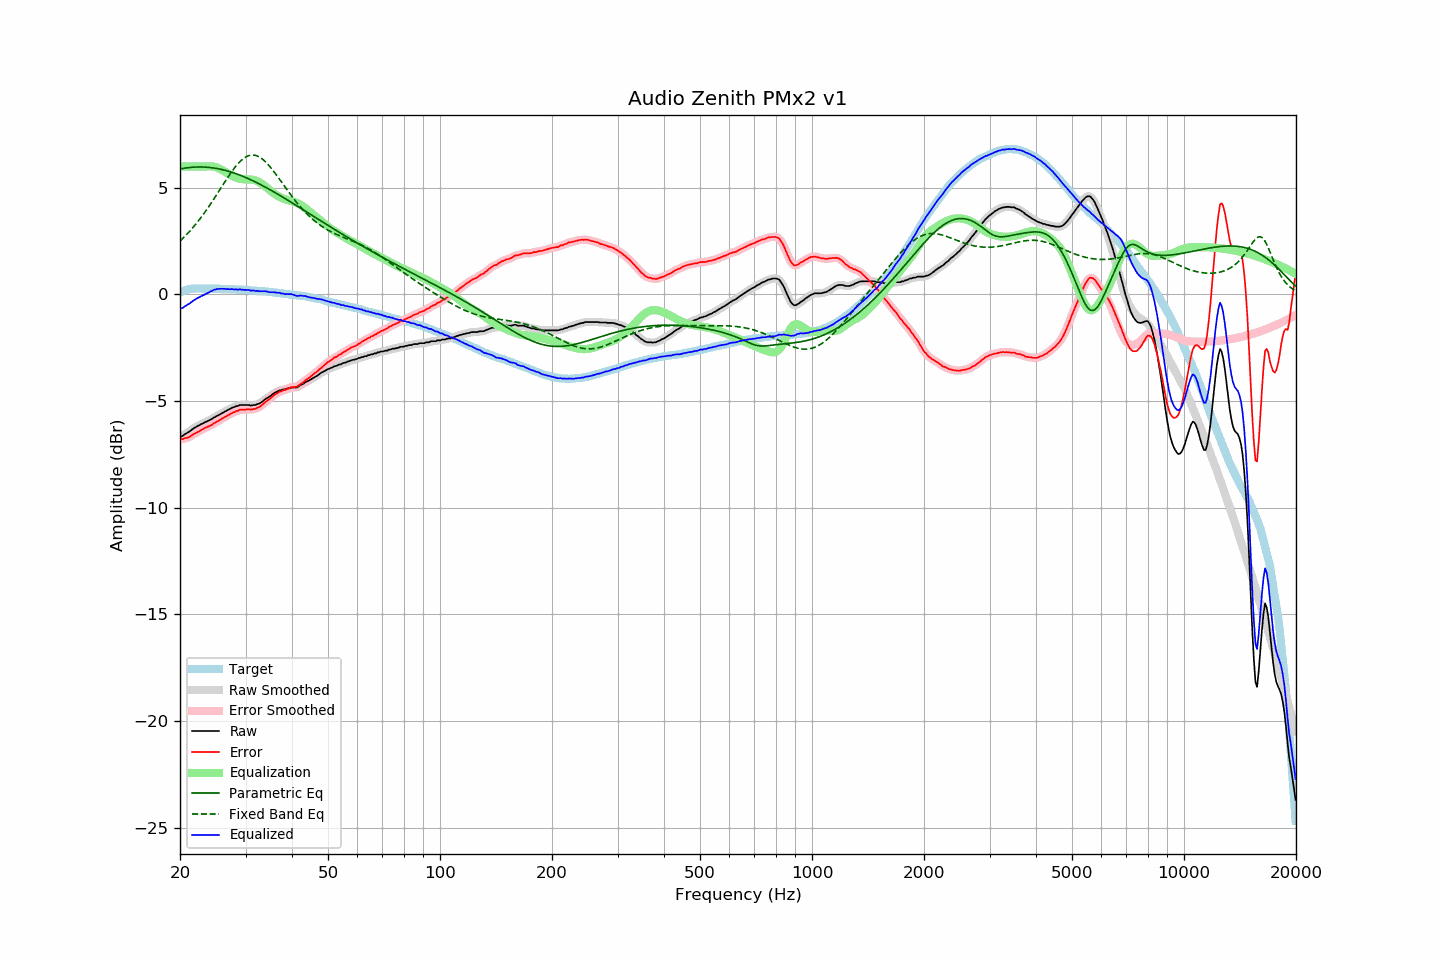 Audio Zenith PMx2 v1
Amplitude (dBr)
5
0
−5
−10
−15
−20
−25
Target
Raw Smoothed
Error Smoothed
Raw
Error
Equalization
Parametric Eq
Fixed Band Eq
Equalized
20 50 100 200 500 1000 2000 5000 10000 20000
Frequency (Hz)